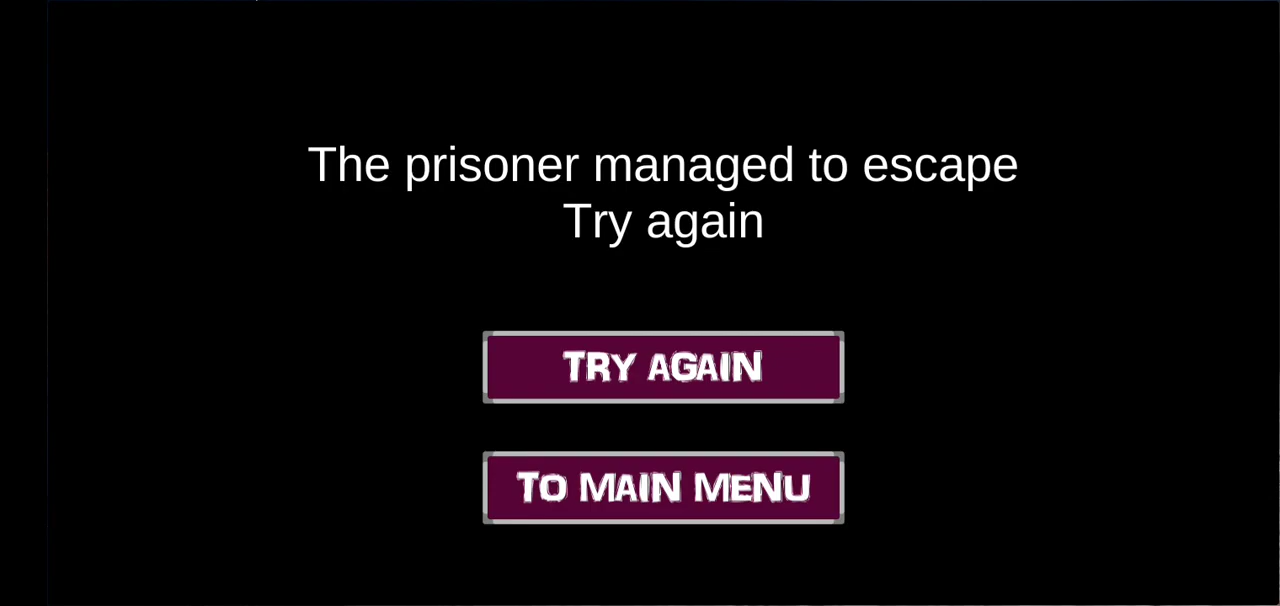 The prisoner managed to escape
Try again
TRY AGAIN
TO MAIN MENU